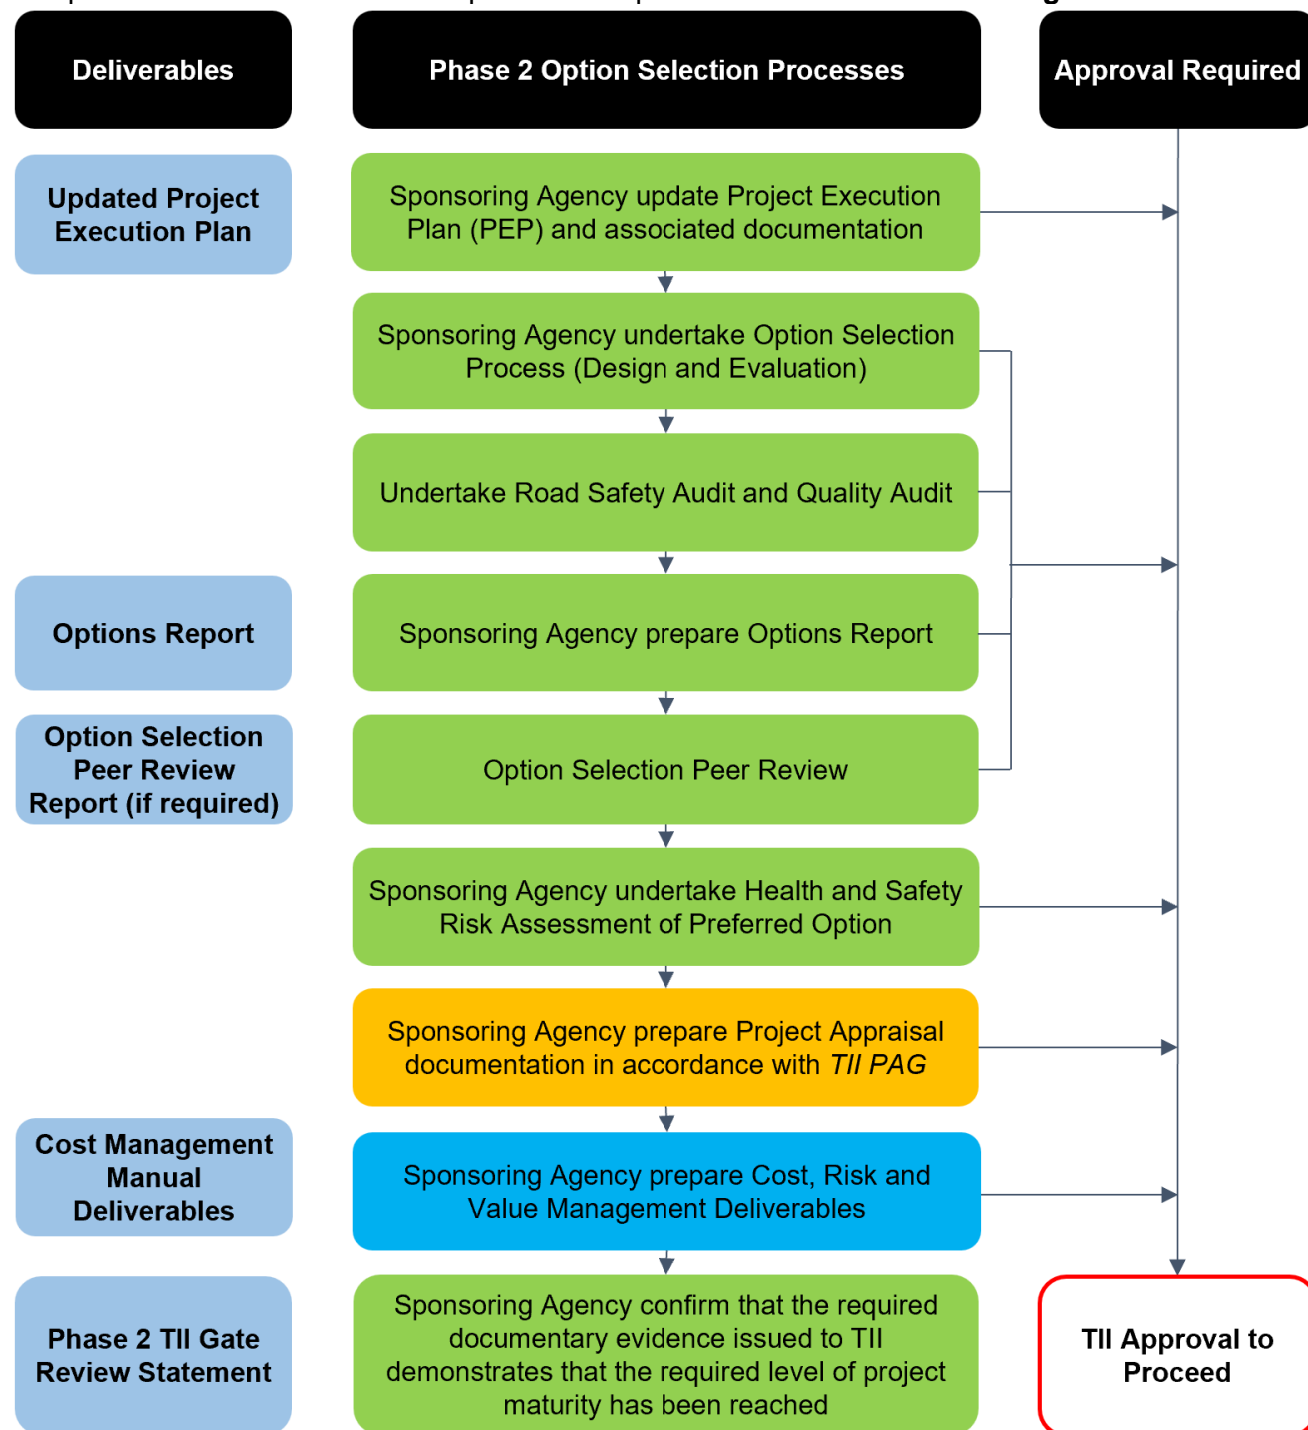 Deliverables
Phase 2 Option Selection Processes
Approval Required
Updated Project
Execution Plan
Sponsoring Agency update Project Execution
Plan (PEP) and associated documentation
Sponsoring Agency undertake Option Selection
Process (Design and Evaluation)
Undertake Road Safety Audit and Quality Audit
Options Report
Sponsoring Agency prepare Options Report
Option Selection
Peer Review
Report (if required)
Option Selection Peer Review
Sponsoring Agency undertake Health and Safety
Risk Assessment of Preferred Option
Sponsoring Agency prepare Project Appraisal
documentation in accordance with TII PAG
Cost Management
Manual
Deliverables
Sponsoring Agency prepare Cost, Risk and
Value Management Deliverables
Phase 2 TII Gate
Review Statement
Sponsoring Agency confirm that the required
documentary evidence issued to TII
demonstrates that the required level of project
maturity has been reached
TII Approval to
Proceed